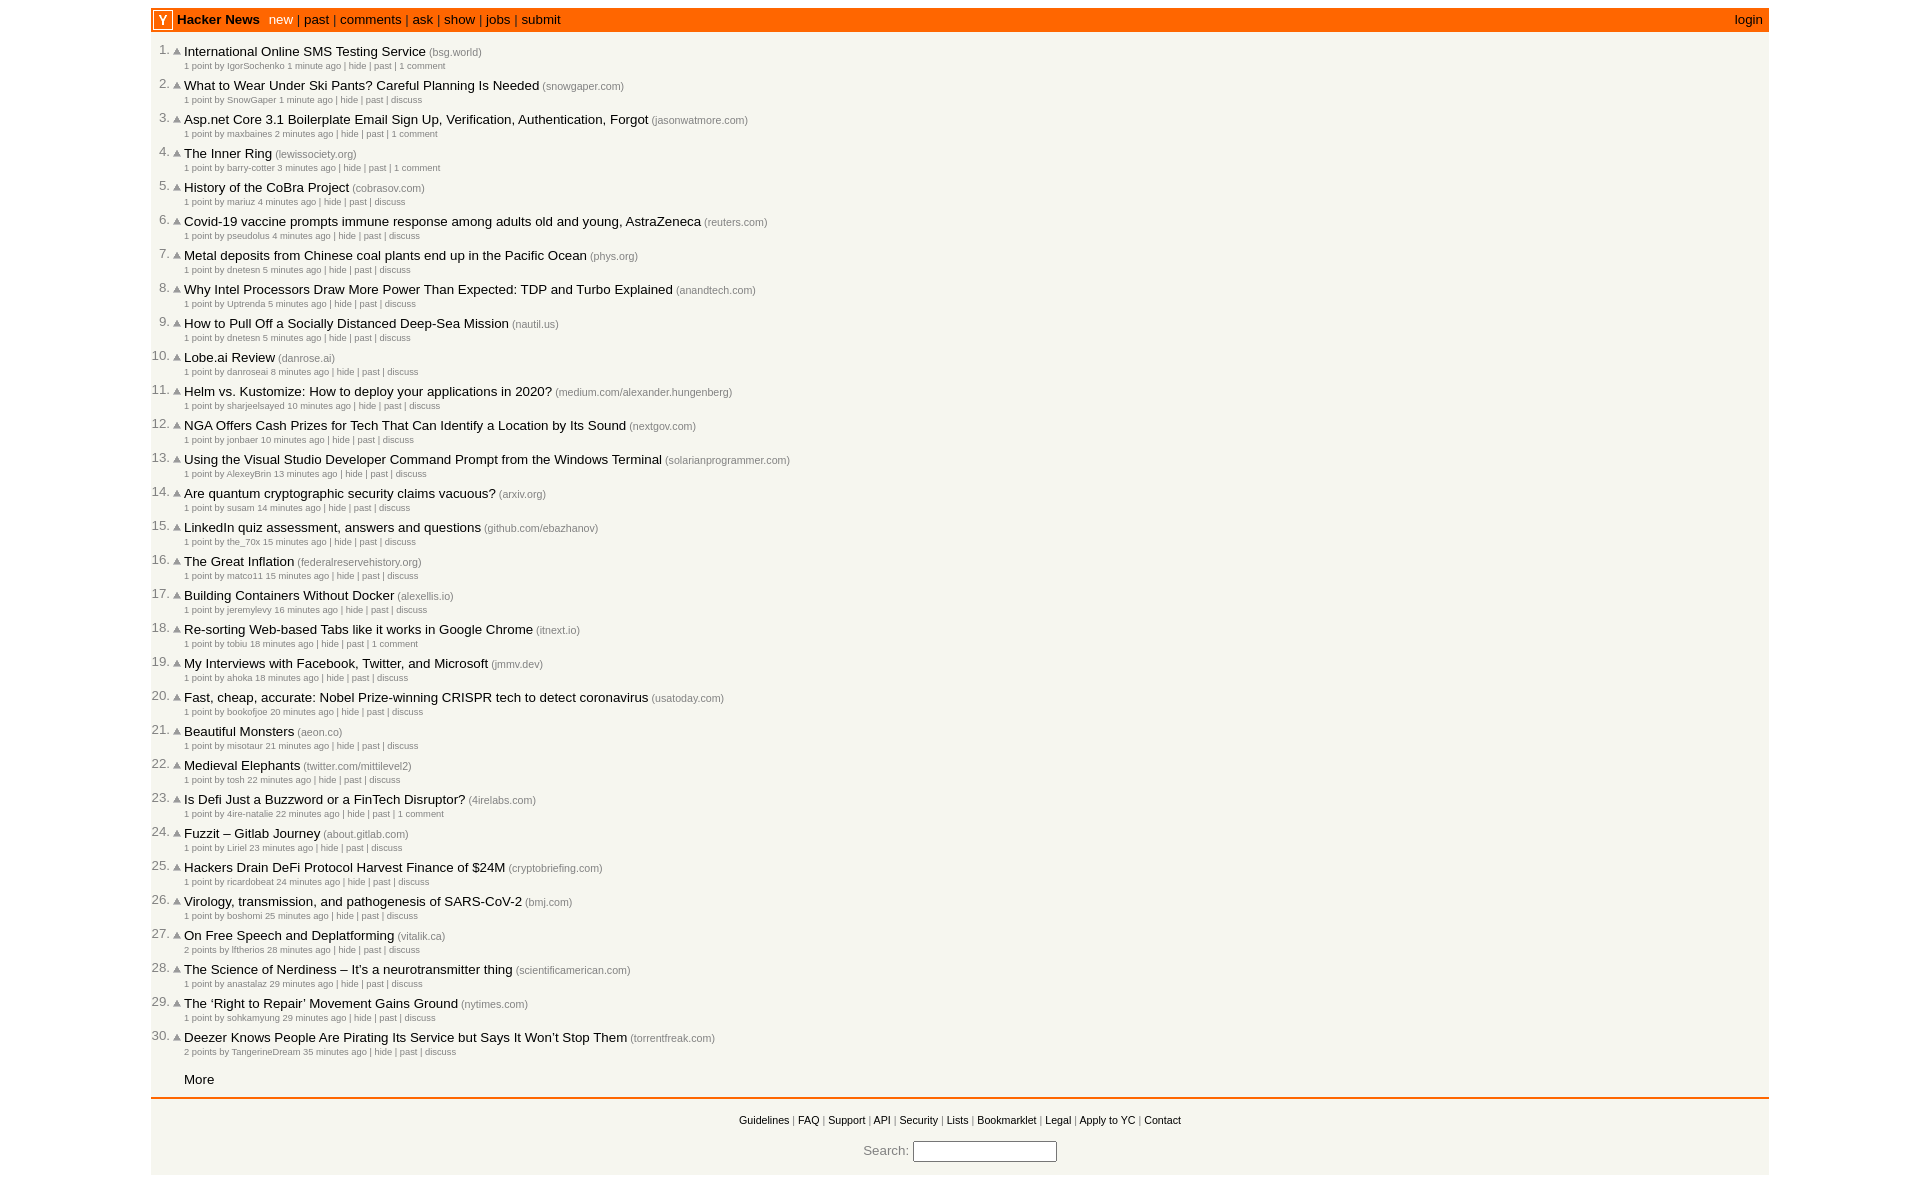 Y Hacker News new | past | comments | ask | show | jobs | submit login
1. International Online SMS Testing Service (bsg.world)
1 point by IgorSochenko 1 minute ago | hide | past | 1 comment
2. What to Wear Under Ski Pants? Careful Planning Is Needed (snowgaper.com)
1 point by SnowGaper 1 minute ago | hide | past | discuss
3. Asp.net Core 3.1 Boilerplate Email Sign Up, Verification, Authentication, Forgot (jasonwatmore.com)
1 point by maxbaines 2 minutes ago | hide | past | 1 comment
4. The Inner Ring (lewissociety.org)
1 point by barry-cotter 3 minutes ago | hide | past | 1 comment
5. History of the CoBra Project (cobrasov.com)
1 point by mariuz 4 minutes ago | hide | past | discuss
6. Covid-19 vaccine prompts immune response among adults old and young, AstraZeneca (reuters.com)
1 point by pseudolus 4 minutes ago | hide | past | discuss
7. Metal deposits from Chinese coal plants end up in the Pacific Ocean (phys.org)
1 point by dnetesn 5 minutes ago | hide | past | discuss
8. Why Intel Processors Draw More Power Than Expected: TDP and Turbo Explained (anandtech.com)
1 point by Uptrenda 5 minutes ago | hide | past | discuss
9. How to Pull Off a Socially Distanced Deep-Sea Mission (nautil.us)
1 point by dnetesn 5 minutes ago | hide | past | discuss
10. Lobe.ai Review (danrose.ai)
1 point by danroseai 8 minutes ago | hide | past | discuss
11. Helm vs. Kustomize: How to deploy your applications in 2020? (medium.com/alexander.hungenberg)
1 point by sharjeelsayed 10 minutes ago | hide | past | discuss
12. NGA Offers Cash Prizes for Tech That Can Identify a Location by Its Sound (nextgov.com)
1 point by jonbaer 10 minutes ago | hide | past | discuss
13. Using the Visual Studio Developer Command Prompt from the Windows Terminal (solarianprogrammer.com)
1 point by AlexeyBrin 13 minutes ago | hide | past | discuss
14. Are quantum cryptographic security claims vacuous? (arxiv.org)
1 point by susam 14 minutes ago | hide | past | discuss
15. LinkedIn quiz assessment, answers and questions (github.com/ebazhanov)
1 point by the_70x 15 minutes ago | hide | past | discuss
16. The Great Inflation (federalreservehistory.org)
1 point by matco11 15 minutes ago | hide | past | discuss
17. Building Containers Without Docker (alexellis.io)
1 point by jeremylevy 16 minutes ago | hide | past | discuss
18. Re-sorting Web-based Tabs like it works in Google Chrome (itnext.io)
1 point by tobiu 18 minutes ago | hide | past | 1 comment
19. My Interviews with Facebook, Twitter, and Microsoft (jmmv.dev)
1 point by ahoka 18 minutes ago | hide | past | discuss
20. Fast, cheap, accurate: Nobel Prize-winning CRISPR tech to detect coronavirus (usatoday.com)
1 point by bookofjoe 20 minutes ago | hide | past | discuss
21. Beautiful Monsters (aeon.co)
1 point by misotaur 21 minutes ago | hide | past | discuss
22. Medieval Elephants (twitter.com/mittilevel2)
1 point by tosh 22 minutes ago | hide | past | discuss
23. Is Defi Just a Buzzword or a FinTech Disruptor? (4irelabs.com)
1 point by 4ire-natalie 22 minutes ago | hide | past | 1 comment
24. Fuzzit – Gitlab Journey (about.gitlab.com)
1 point by Liriel 23 minutes ago | hide | past | discuss
25. Hackers Drain DeFi Protocol Harvest Finance of $24M (cryptobriefing.com)
1 point by ricardobeat 24 minutes ago | hide | past | discuss
26. Virology, transmission, and pathogenesis of SARS-CoV-2 (bmj.com)
1 point by boshomi 25 minutes ago | hide | past | discuss
27. On Free Speech and Deplatforming (vitalik.ca)
2 points by lftherios 28 minutes ago | hide | past | discuss
28. The Science of Nerdiness – It’s a neurotransmitter thing (scientificamerican.com)
1 point by anastalaz 29 minutes ago | hide | past | discuss
29. The ‘Right to Repair’ Movement Gains Ground (nytimes.com)
1 point by sohkamyung 29 minutes ago | hide | past | discuss
30. Deezer Knows People Are Pirating Its Service but Says It Won’t Stop Them (torrentfreak.com)
2 points by TangerineDream 35 minutes ago | hide | past | discuss
More
Guidelines | FAQ | Support | API | Security | Lists | Bookmarklet | Legal | Apply to YC | Contact
Search: